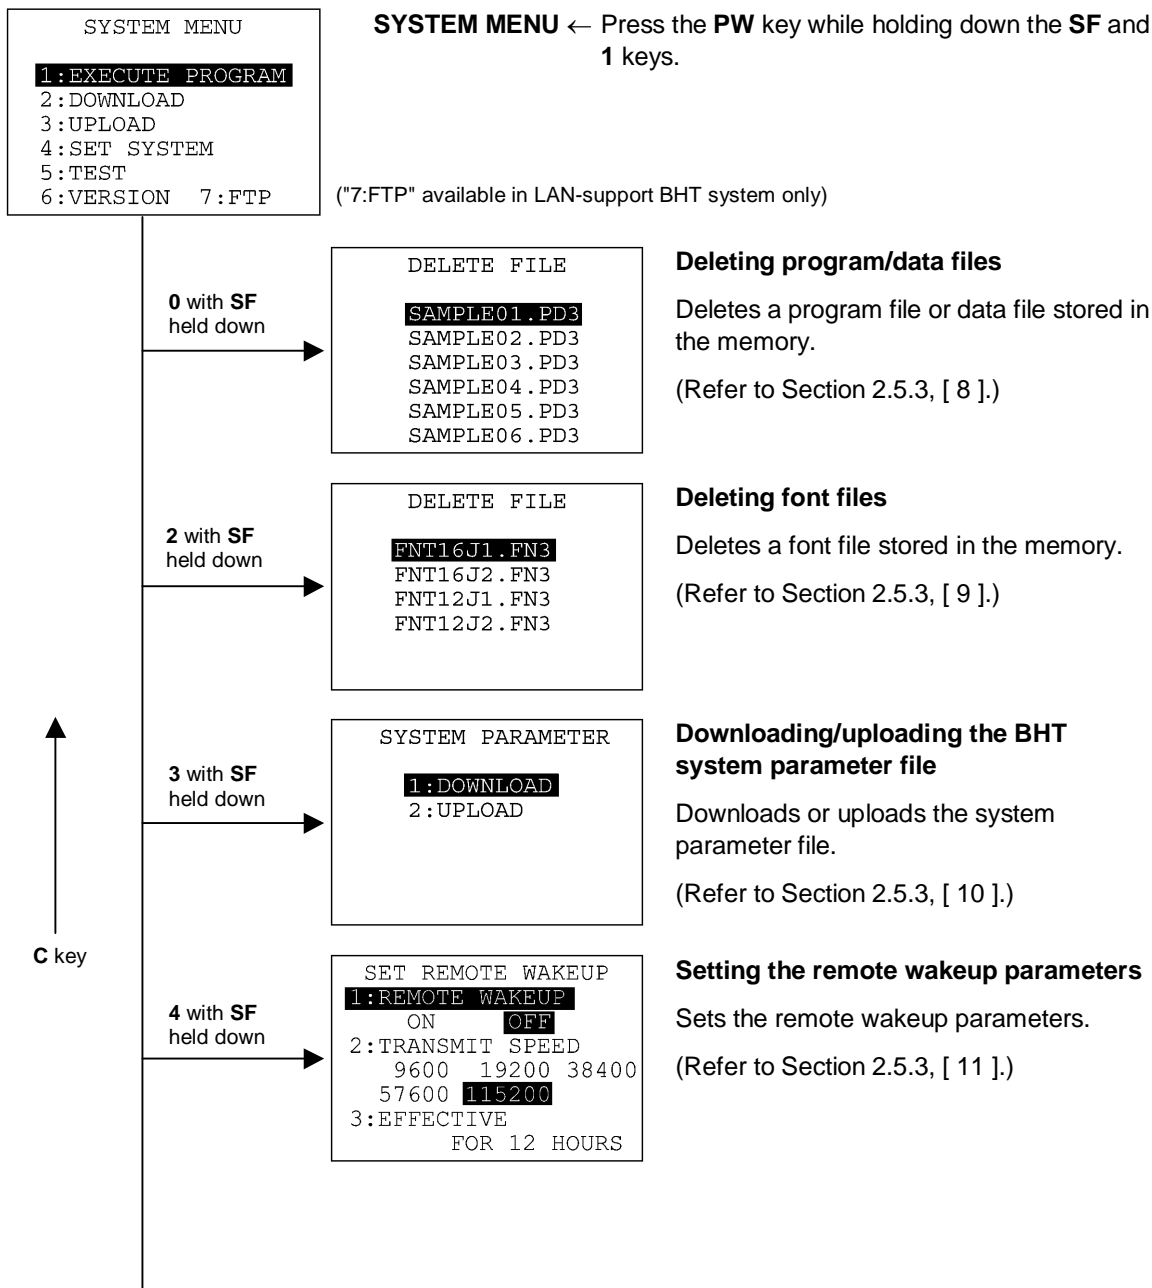 SYSTEM MENU
1:EXECUTE PROGRAM
2:DOWNLOAD
3:UPLOAD
4:SET SYSTEM
5:TEST
6:VERSION 7:FTP
SYSTEM MENU ← Press the PW key while holding down the SF and
1 keys.
("7:FTP" available in LAN-support BHT system only)
0 with SF
held down
DELETE FILE
SAMPLE01.PD3
SAMPLE02.PD3
SAMPLE03.PD3
SAMPLE04.PD3
SAMPLE05.PD3
SAMPLE06.PD3
Deleting program/data files
Deletes a program file or data file stored in
the memory.
(Refer to Section 2.5.3, [ 8 ].)
2 with SF
held down
DELETE FILE
FNT16J1.FN3
FNT16J2.FN3
FNT12J1.FN3
FNT12J2.FN3
Deleting font files
Deletes a font file stored in the memory.
(Refer to Section 2.5.3, [ 9 ].)
3 with SF
held down
SYSTEM PARAMETER
1:DOWNLOAD
2:UPLOAD
Downloading/uploading the BHT
system parameter file
Downloads or uploads the system
parameter file.
(Refer to Section 2.5.3, [ 10 ].)
C key
4 with SF
held down
SET REMOTE WAKEUP
1:REMOTE WAKEUP
ON OFF
2:TRANSMIT SPEED
9600 19200 38400
57600 115200
3:EFFECTIVE
FOR 12 HOURS
Setting the remote wakeup parameters
Sets the remote wakeup parameters.
(Refer to Section 2.5.3, [ 11 ].)